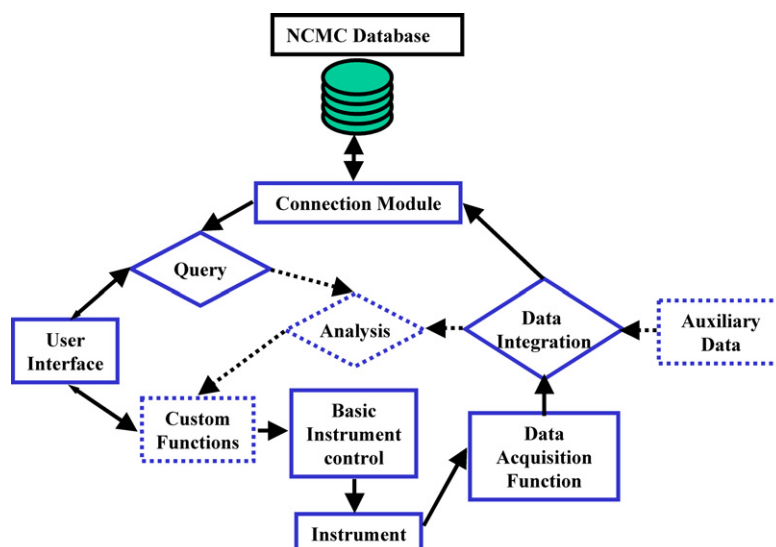 NCMC Database
Connection Module
Query
User
Interface
Analysis
Data
Integration
Auxiliary
Data
Custom
Functions
Basic
Instrument
control
Data
Acquisition
Function
Instrument